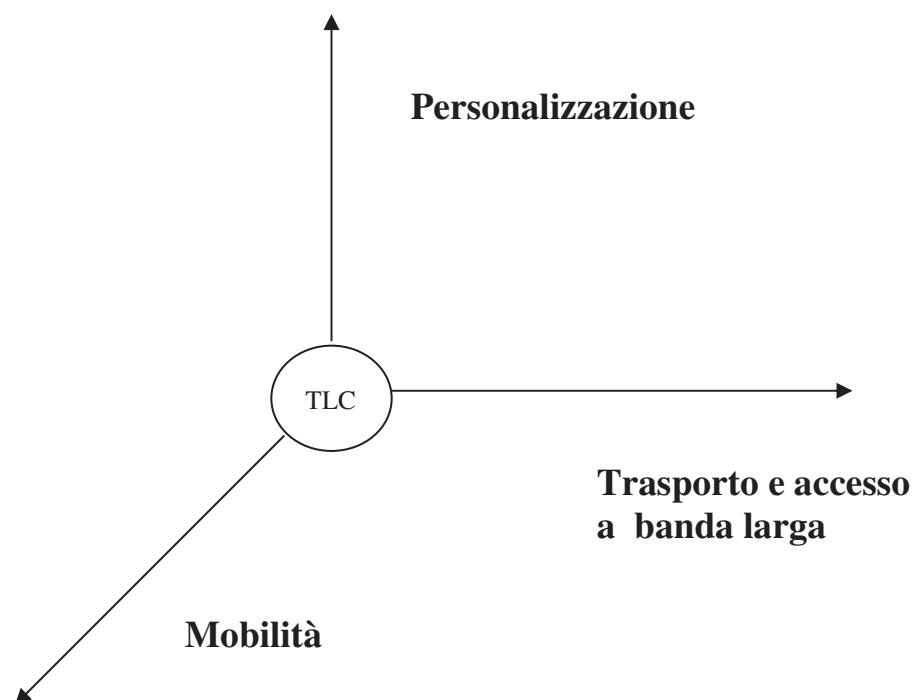 Personalizzazione
TLC
Trasporto e accesso
a banda larga
Mobilità